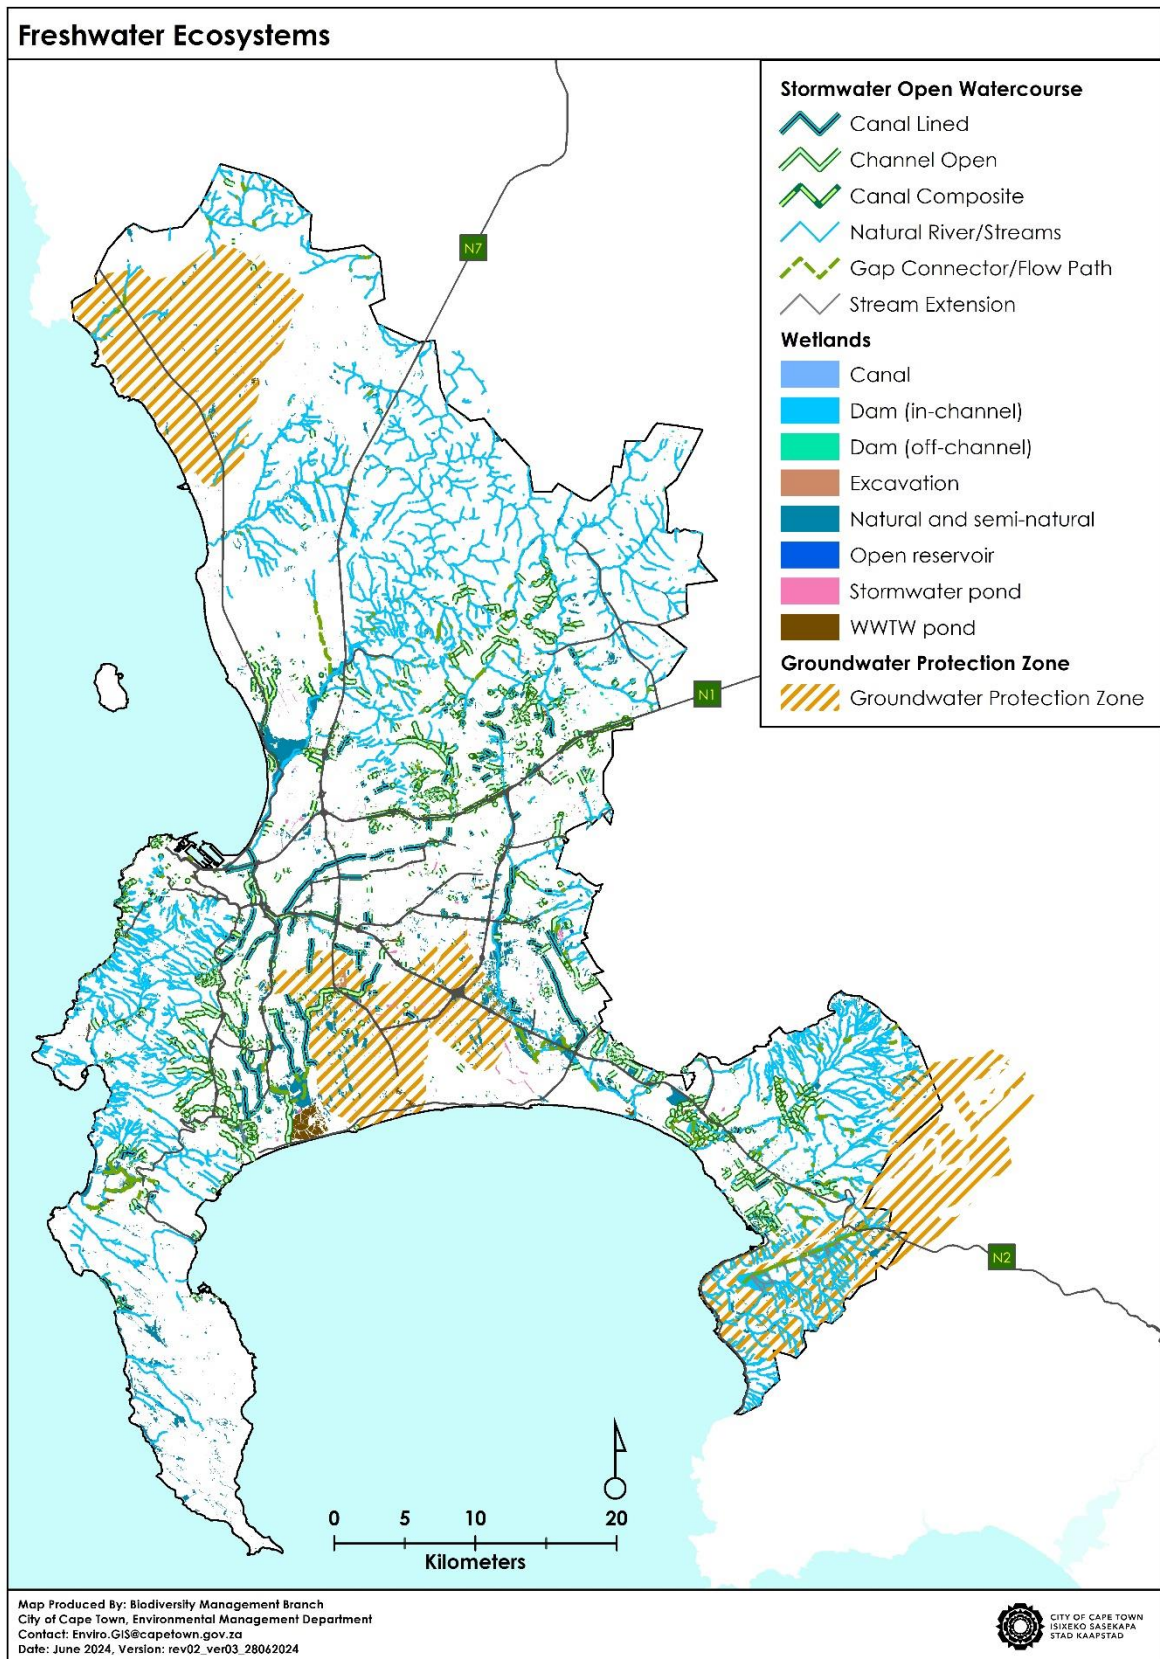 Freshwater Ecosystems
Stormwater Open Watercourse
Canal Lined
Channel Open
Canal Composite
Natural River/Streams
Gap Connector/Flow Path
Stream Extension
Wetlands
Canal
Dam (in-channel)
Dam (off-channel)
Excavation
Natural and semi-natural
Open reservoir
Stormwater pond
WWTW pond
Groundwater Protection Zone
Groundwater Protection Zone
N7
N1
N2
0 5 10 20
Kilometers
Map Produced By: Biodiversity Management Branch
City of Cape Town, Environmental Management Department
Contact: Enviro.GIS@capetown.gov.za
Date: June 2024, Version: rev02_ver03_28062024
CITY OF CAPE TOWN
ISIXEKO SASEKAPA
STAD KAAPSTAD